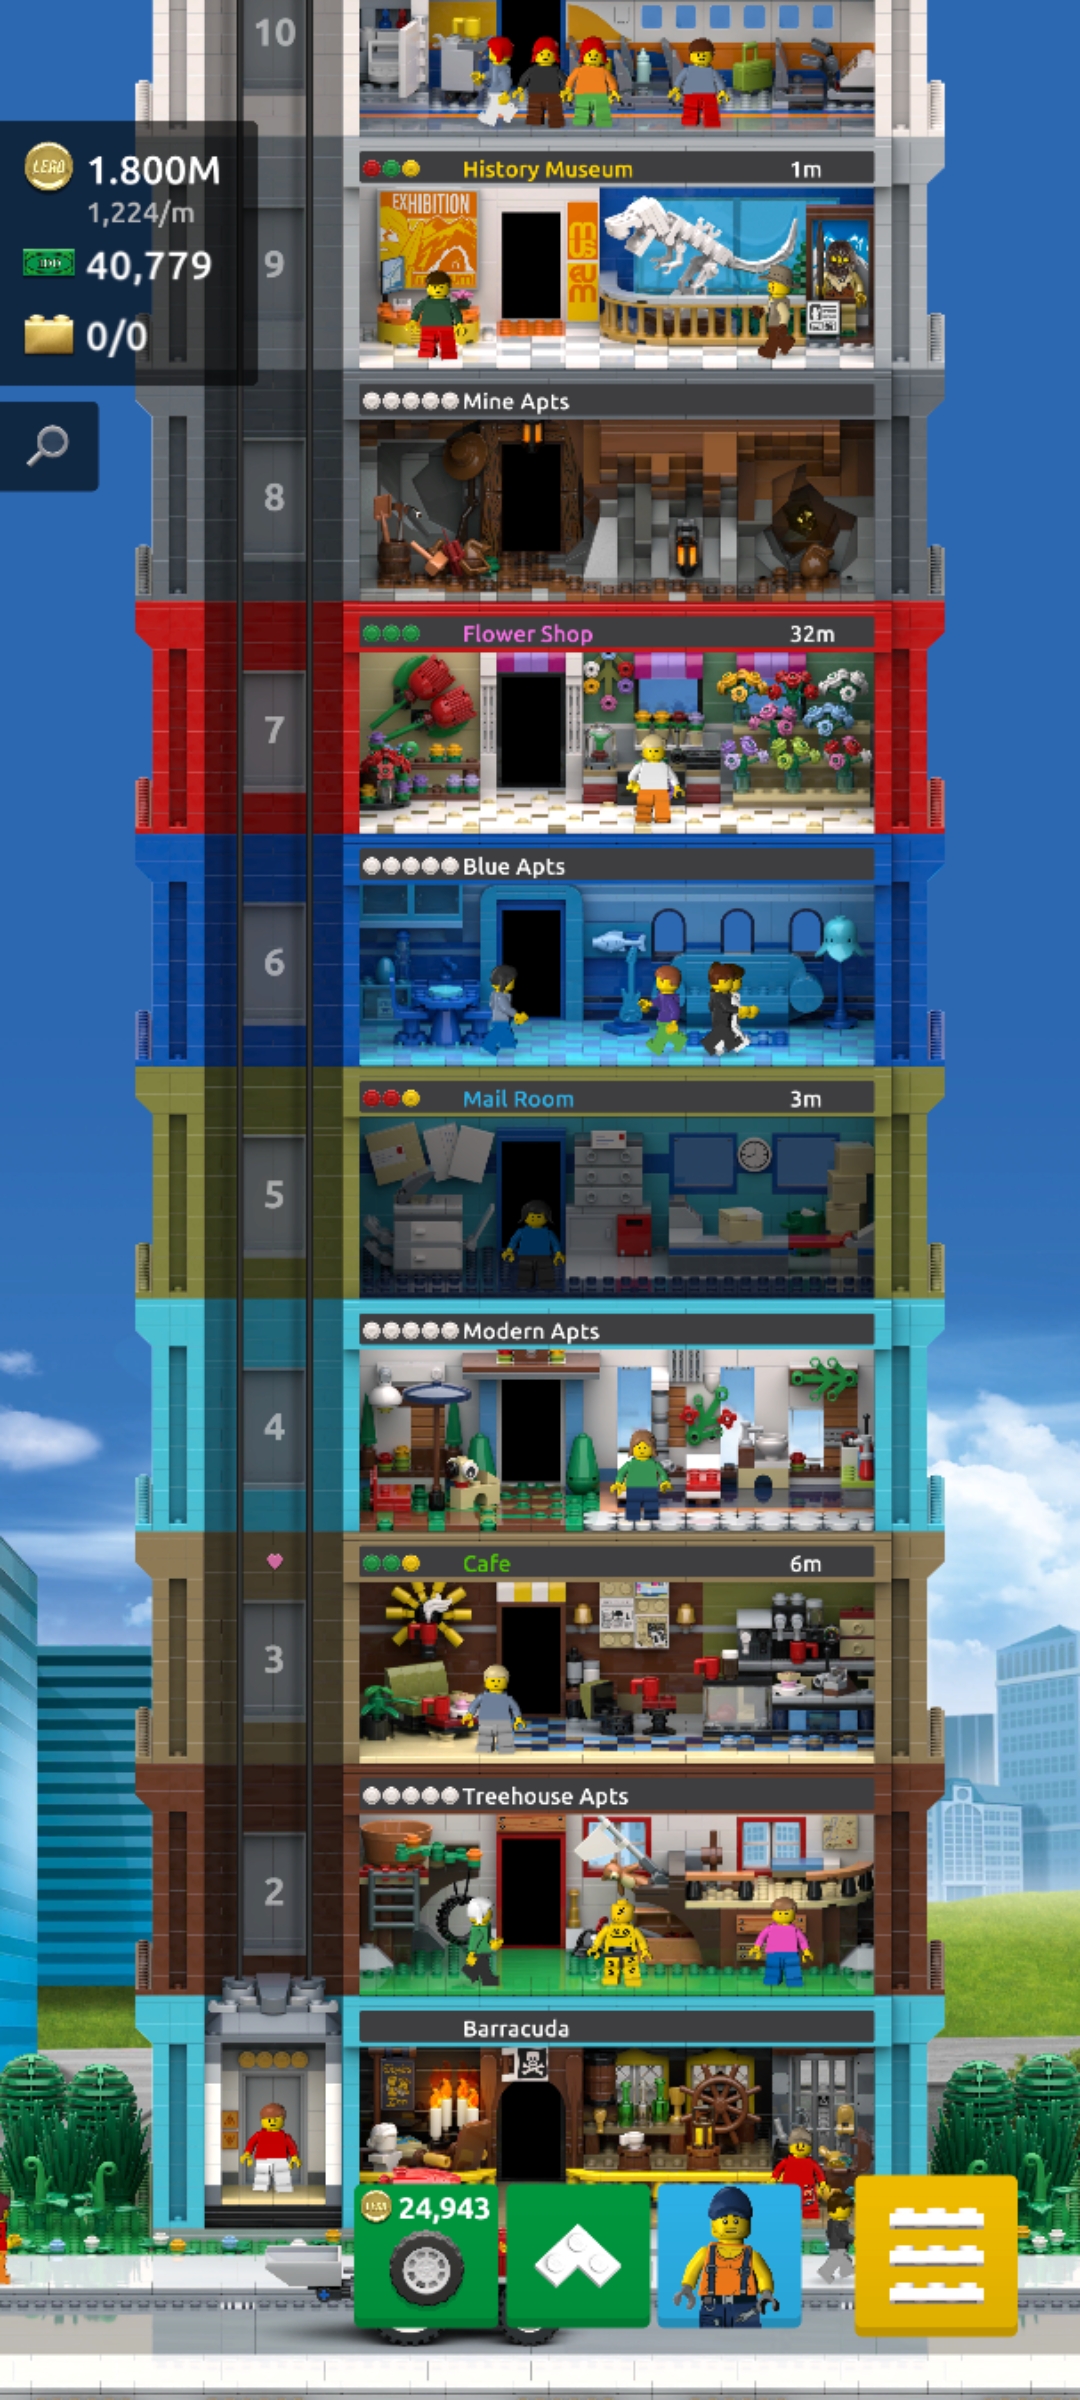 10
LEGO
1.800M
1,224/m
40,779
0/0
History Museum 1m
EXHIBITION
museum
9
Mine Apts
8
Flower Shop 32m
7
Blue Apts
6
Mail Room 3m
5
Modern Apts
4
Cafe 6m
3
Treehouse Apts
2
Barracuda
24,943